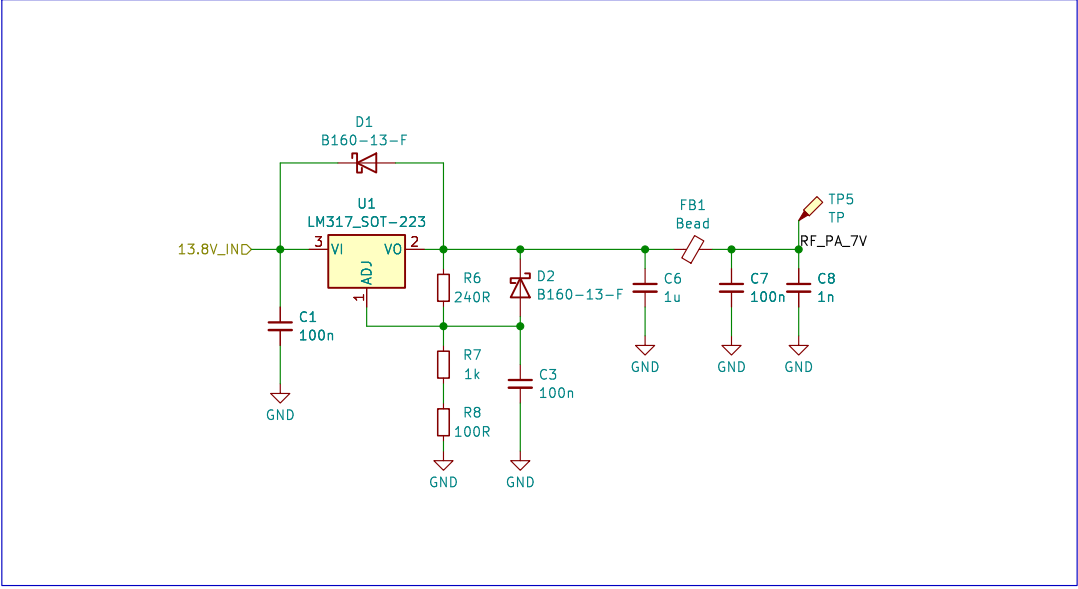 D1
B160-13-F
U1
LM317_SOT-223
13.8V_IN
3
VI
VO
2
ADJ
1
C1
100n
GND
R6
240R
D2
B160-13-F
R7
1k
R8
100R
GND
C3
100n
GND
C6
1u
GND
FB1
Bead
C7
100n
GND
TP5
TP
RF_PA_7V
C8
1n
GND